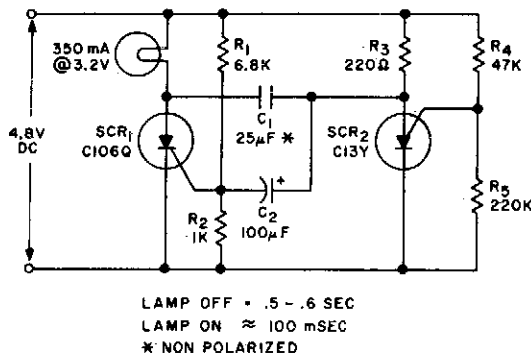 350 mA
@ 3.2V
R1
6.8K
R3
220Ω
R4
47K
4.8V
DC
SCR1
C106Q
C1
25μF *
SCR2
C13Y
R2
1K
C2
+
100μF
R5
220K
LAMP OFF = .5 - .6 SEC
LAMP ON ≈ 100 mSEC
* NON POLARIZED